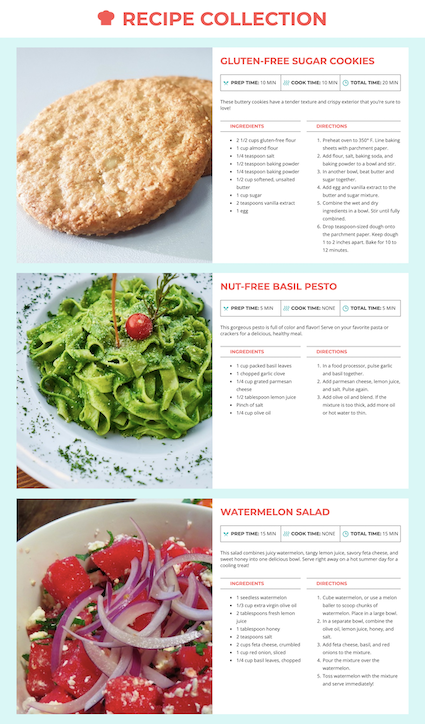 RECIPE COLLECTION
GLUTEN-FREE SUGAR COOKIES
PREP TIME: 10 MIN
COOK TIME: 10 MIN
TOTAL TIME: 20 MIN
These buttery cookies have a tender texture and crispy exterior that you're sure to
love!
INGREDIENTS
2 1/2 cups gluten-free flour
1 cup almond flour
1/4 teaspoon salt
1/2 teaspoon baking powder
1/4 teaspoon baking powder
1/2 cup softened, unsalted
butter
1 cup sugar
2 teaspoons vanilla extract
1 egg
DIRECTIONS
1. Preheat oven to 350° F. Line baking
sheets with parchment paper.
2. Add flour, salt, baking soda, and
baking powder to a bowl and stir.
3. In another bowl, beat butter and
sugar together.
4. Add egg and vanilla extract to the
butter and sugar mixture.
5. Combine the wet and dry
ingredients in a bowl. Stir until fully
combined.
6. Drop teaspoon-sized dough onto
the parchment paper. Keep dough
1 to 2 inches apart. Bake for 10 to
12 minutes.
NUT-FREE BASIL PESTO
PREP TIME: 5 MIN
COOK TIME: NONE
TOTAL TIME: 5 MIN
This gorgeous pesto is full of color and flavor! Serve on your favorite pasta or
crackers for a delicious, healthy meal.
INGREDIENTS
1 cup packed basil leaves
1 chopped garlic clove
1/4 cup grated parmesan
cheese
1/2 tablespoon lemon juice
Pinch of salt
1/4 cup olive oil
DIRECTIONS
1. In a food processor, pulse garlic
and basil together.
2. Add parmesan cheese, lemon juice,
and salt. Pulse again.
3. Add olive oil and blend. If the
mixture is too thick, add more oil
or hot water to thin.
WATERMELON SALAD
PREP TIME: 15 MIN
COOK TIME: NONE
TOTAL TIME: 15 MIN
This salad combines juicy watermelon, tangy lemon juice, savory feta cheese, and
sweet honey into one delicious bowl. Serve right away on a hot summer day for a
cooling treat!
INGREDIENTS
1 seedless watermelon
1/3 cup extra virgin olive oil
2 tablespoons fresh lemon
juice
1 tablespoon honey
2 teaspoons salt
2 cups feta cheese, crumbled
1 cup red onion, sliced
1/4 cup basil leaves, chopped
DIRECTIONS
1. Cube watermelon, or use a melon
baller to scoop chunks of
watermelon. Place in a large bowl.
2. In a separate bowl, combine the
olive oil, lemon juice, honey, and
salt.
3. Add feta cheese, basil, and red
onions to the mixture.
4. Pour the mixture over the
watermelon.
5. Toss watermelon with the mixture
and serve immediately!